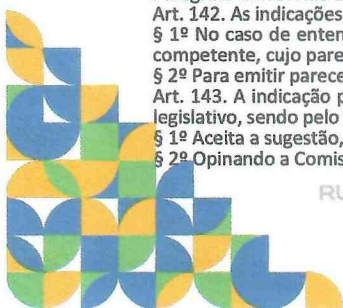 Art. 142. As indicações
§ 1º No caso de enten
competente, cujo parec
§ 2º Para emitir parece
Art. 143. A indicação p
legislativo, sendo pelo
§ 1º Aceita a sugestão,
§ 2º Opinando a Comis
RU